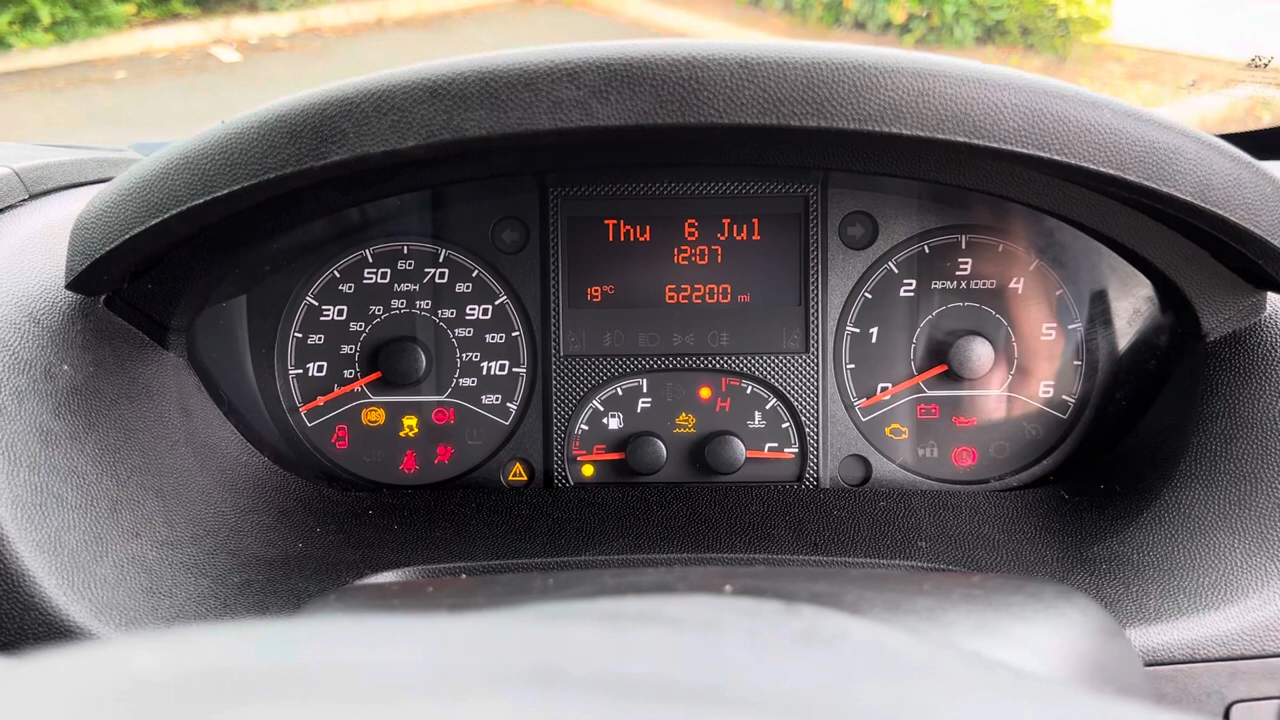 Thu 6 Jul
12:07
19°C 62200 mi
10 30 50 60 70 80 90 100 110 120
40
MPH
10 30 50 70 90 110 130 150 170 190
km/h
ABS
F
H
E
C
0 1 2 3 4 5 6
RPM X 1000